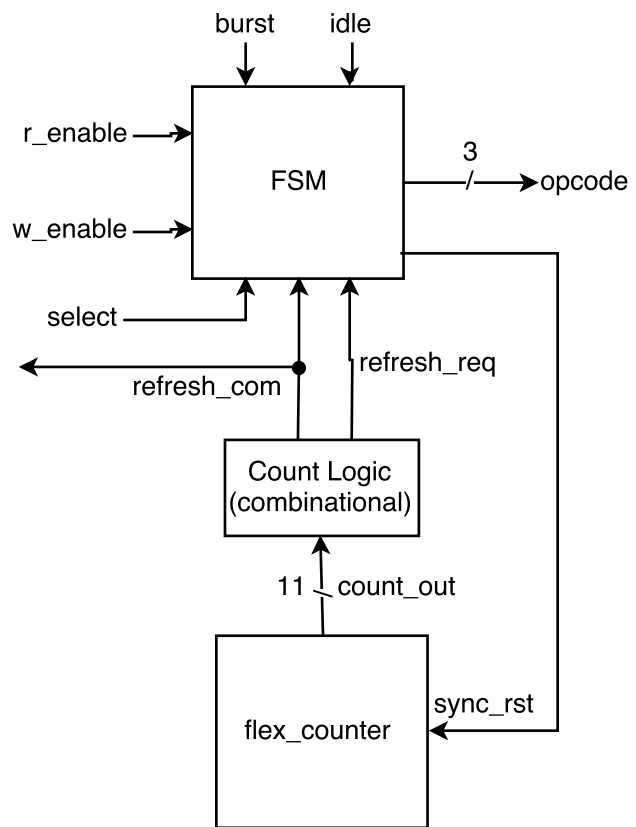 burst
idle
r_enable
FSM
3
opcode
w_enable
select
refresh_com
refresh_req
Count Logic
(combinational)
11
count_out
sync_rst
flex_counter